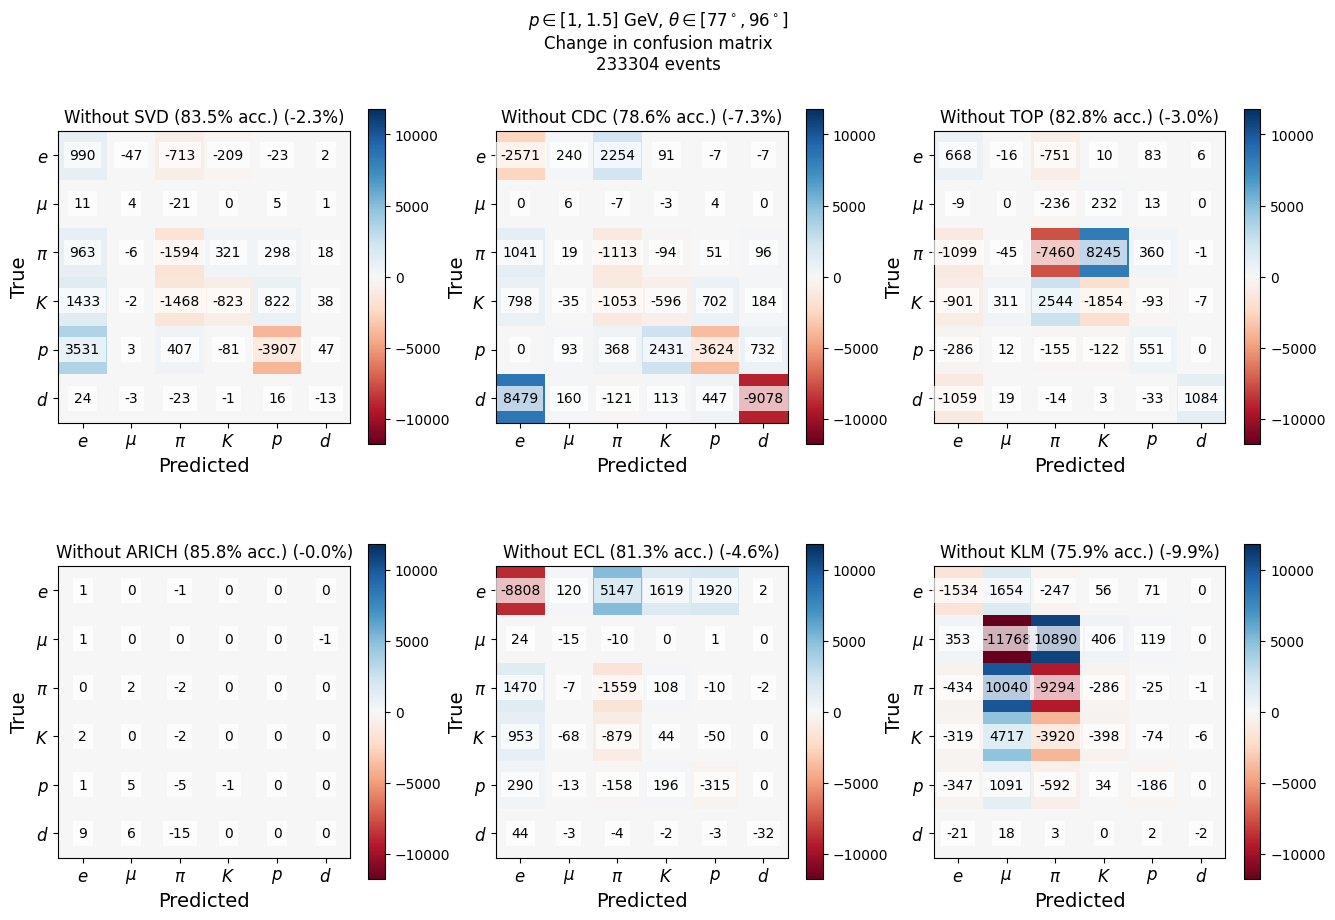 p ∈ [1, 1.5] GeV, θ ∈ [77°, 96°]
Change in confusion matrix
233304 events
Without SVD (83.5% acc.) (-2.3%)
e 990 -47 -713 -209 -23 2
μ 11 4 -21 0 5 1
π 963 -6 -1594 321 298 18
K 1433 -2 -1468 -823 822 38
p 3531 3 407 -81 -3907 47
d 24 -3 -23 -1 16 -13
e μ π K p d
Predicted
True
10000
5000
0
−5000
−10000
Without CDC (78.6% acc.) (-7.3%)
e -2571 240 2254 91 -7 -7
μ 0 6 -7 -3 4 0
π 1041 19 -1113 -94 51 96
K 798 -35 -1053 -596 702 184
p 0 93 368 2431 -3624 732
d 8479 160 -121 113 447 -9078
e μ π K p d
Predicted
True
10000
5000
0
−5000
−10000
Without TOP (82.8% acc.) (-3.0%)
e 668 -16 -751 10 83 6
μ -9 0 -236 232 13 0
π -1099 -45 -7460 8245 360 -1
K -901 311 2544 -1854 -93 -7
p -286 12 -155 -122 551 0
d -1059 19 -14 3 -33 1084
e μ π K p d
Predicted
True
10000
5000
0
−5000
−10000
Without ARICH (85.8% acc.) (-0.0%)
e 1 0 -1 0 0 0
μ 1 0 0 0 0 -1
π 0 2 -2 0 0 0
K 2 0 -2 0 0 0
p 1 5 -5 -1 0 0
d 9 6 -15 0 0 0
e μ π K p d
Predicted
True
10000
5000
0
−5000
−10000
Without ECL (81.3% acc.) (-4.6%)
e -8808 120 5147 1619 1920 2
μ 24 -15 -10 0 1 0
π 1470 -7 -1559 108 -10 -2
K 953 -68 -879 44 -50 0
p 290 -13 -158 196 -315 0
d 44 -3 -4 -2 -3 -32
e μ π K p d
Predicted
True
10000
5000
0
−5000
−10000
Without KLM (75.9% acc.) (-9.9%)
e -1534 1654 -247 56 71 0
μ 353 -11768 10890 406 119 0
π -434 10040 -9294 -286 -25 -1
K -319 4717 -3920 -398 -74 -6
p -347 1091 -592 34 -186 0
d -21 18 3 0 2 -2
e μ π K p d
Predicted
True
10000
5000
0
−5000
−10000